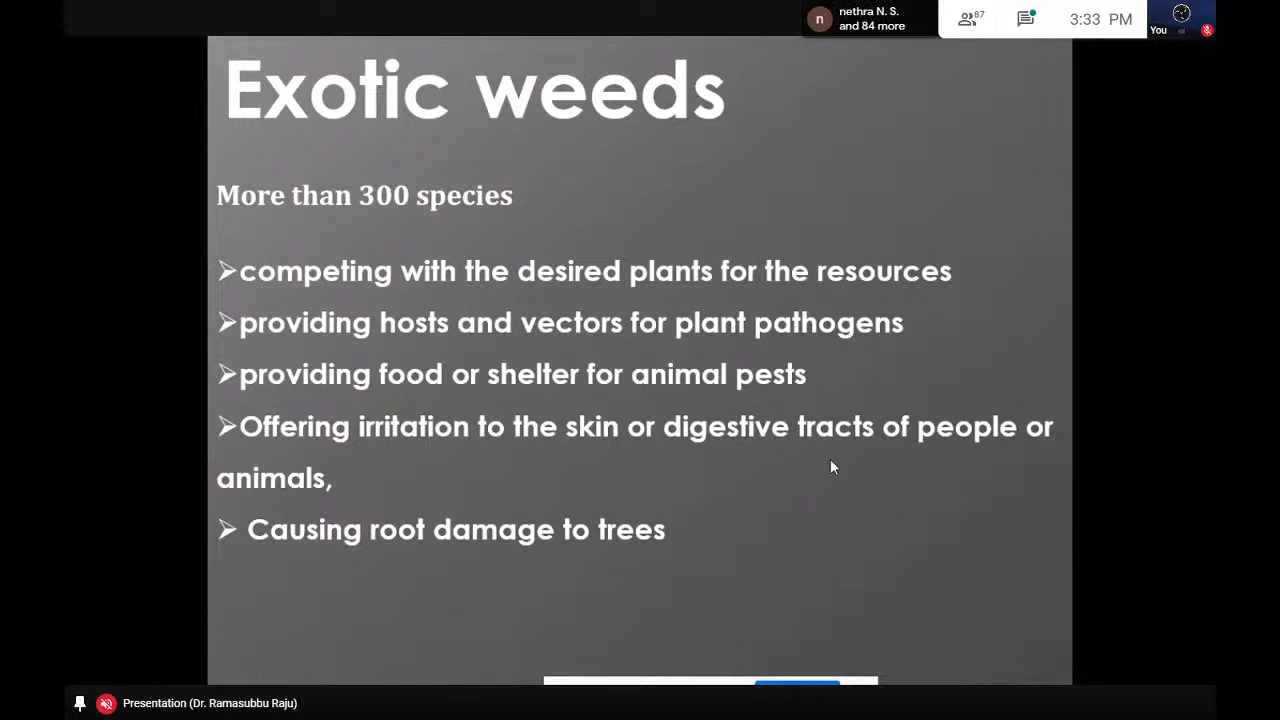 nethra N. S.
and 84 more
n
87
3:33 PM
You
Exotic weeds
More than 300 species
➢competing with the desired plants for the resources
➢providing hosts and vectors for plant pathogens
➢providing food or shelter for animal pests
➢Offering irritation to the skin or digestive tracts of people or
animals,
➢ Causing root damage to trees
Presentation (Dr. Ramasubbu Raju)